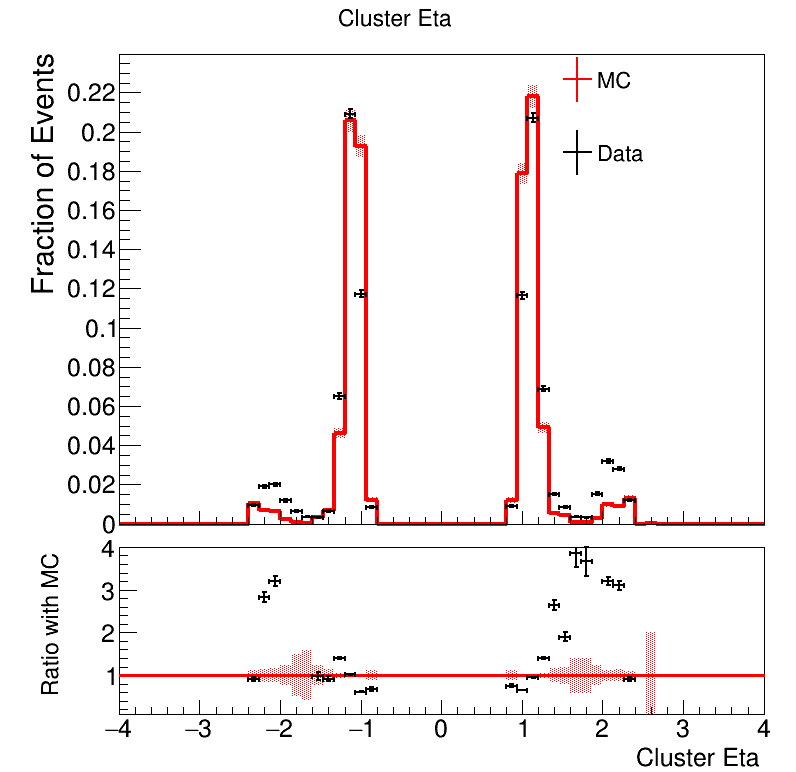 Cluster Eta
Fraction of Events
0.22
0.2
0.18
0.16
0.14
0.12
0.1
0.08
0.06
0.04
0.02
0
MC
Data
Ratio with MC
4
3
2
1
−4 −3 −2 −1 0 1 2 3 4
Cluster Eta